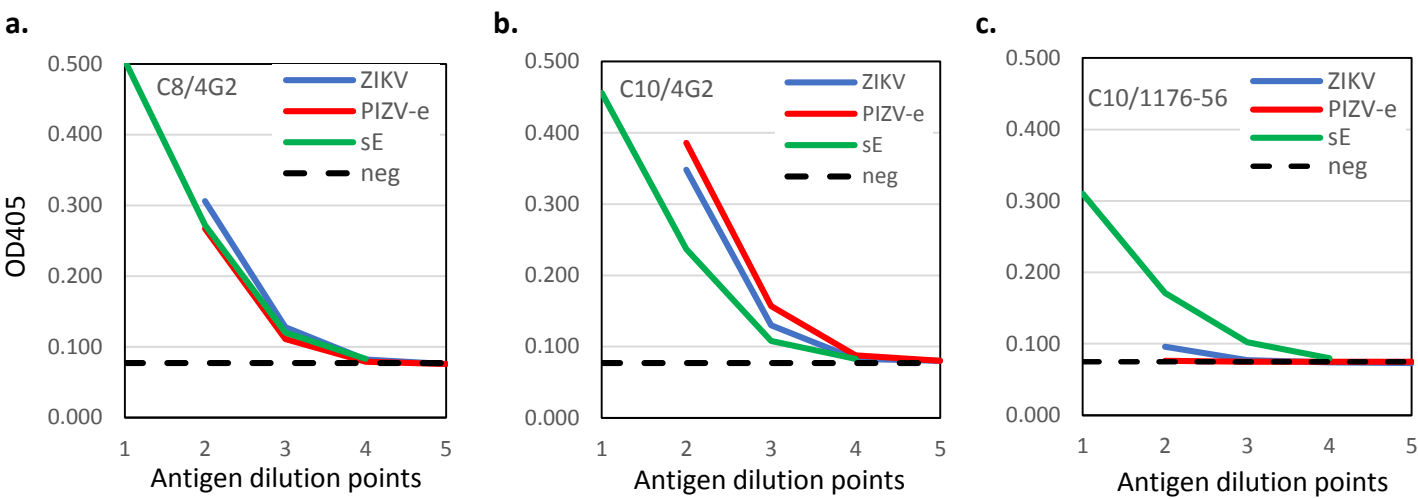 a.
C8/4G2
ZIKV
PIZV-e
sE
neg
0.500
0.400
0.300
0.200
0.100
0.000
OD405
1 2 3 4 5
Antigen dilution points
b.
C10/4G2
ZIKV
PIZV-e
sE
neg
0.500
0.400
0.300
0.200
0.100
0.000
1 2 3 4 5
Antigen dilution points
c.
C10/1176-56
ZIKV
PIZV-e
sE
neg
0.500
0.400
0.300
0.200
0.100
0.000
1 2 3 4 5
Antigen dilution points